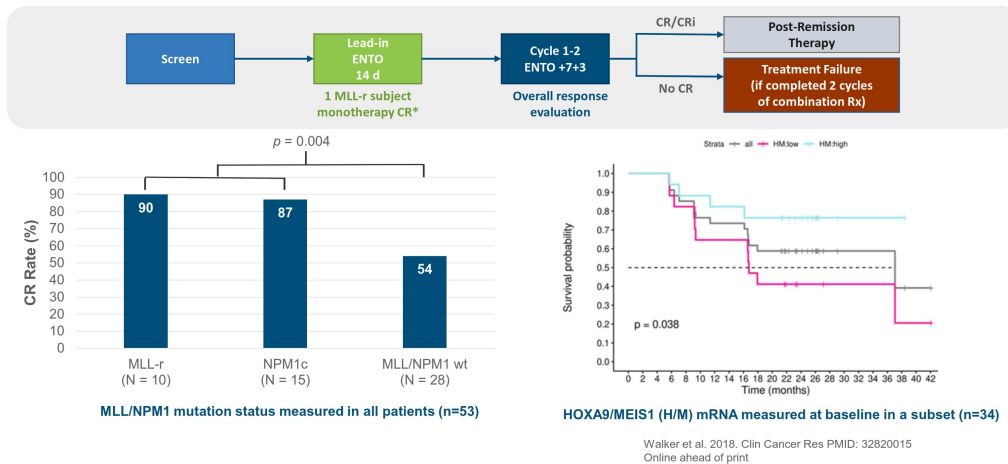 Screen
Lead-in
ENTO
14 d
1 MLL-r subject
monotherapy CR*
Cycle 1-2
ENTO +7+3
Overall response
evaluation
CR/CRi
No CR
Post-Remission
Therapy
Treatment Failure
(if completed 2 cycles
of combination Rx)
p = 0.004
CR Rate (%)
100
90
80
70
60
50
40
30
20
10
0
90
87
54
MLL-r
(N = 10)
NPM1c
(N = 15)
MLL/NPM1 wt
(N = 28)
MLL/NPM1 mutation status measured in all patients (n=53)
Strata all HM:low HM:high
Survival probability
1.0
0.9
0.8
0.7
0.6
0.5
0.4
0.3
0.2
0.1
0.0
p = 0.038
0 2 4 6 8 10 12 14 16 18 20 22 24 26 28 30 32 34 36 38 40 42
Time (months)
HOXA9/MEIS1 (H/M) mRNA measured at baseline in a subset (n=34)
Walker et al. 2018. Clin Cancer Res PMID: 32820015
Online ahead of print